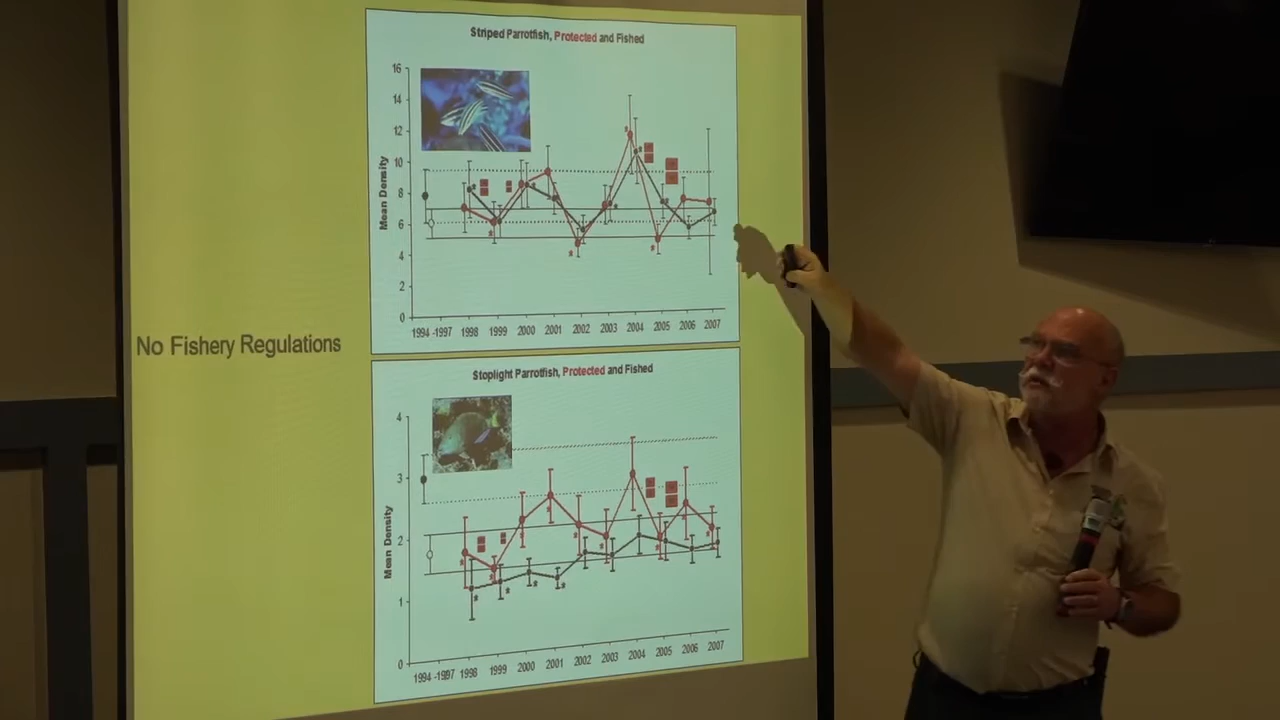 No Fishery Regulations
Striped Parrotfish, Protected and Fished
Mean Density
16
14
12
10
8
6
4
2
0
1994 -1997 1998 1999 2000 2001 2002 2003 2004 2005 2006 2007
Stoplight Parrotfish, Protected and Fished
Mean Density
4
3
2
1
0
1994 -1997 1998 1999 2000 2001 2002 2003 2004 2005 2006 2007